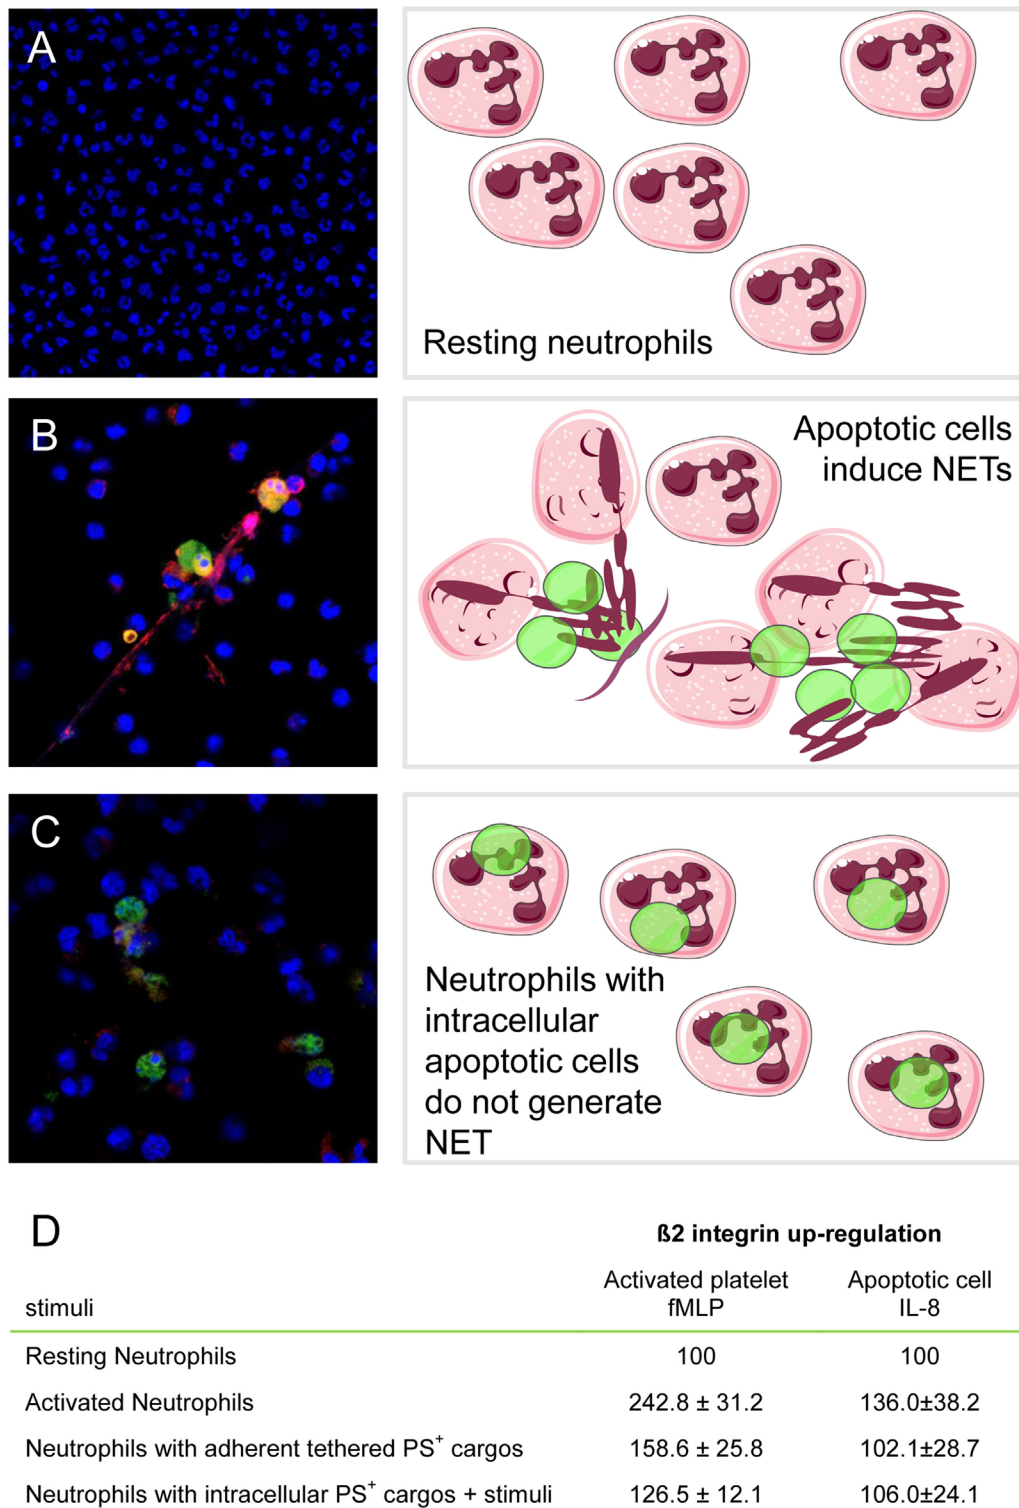 A
Resting neutrophils
B
Apoptotic cells
induce NETs
C
Neutrophils with
intracellular
apoptotic cells
do not generate
NET
D
ß2 integrin up-regulation
stimuli
Activated platelet
fMLP
Apoptotic cell
IL-8
Resting Neutrophils 100 100
Activated Neutrophils 242.8 ± 31.2 136.0±38.2
Neutrophils with adherent tethered PS⁺ cargos 158.6 ± 25.8 102.1±28.7
Neutrophils with intracellular PS⁺ cargos + stimuli 126.5 ± 12.1 106.0±24.1